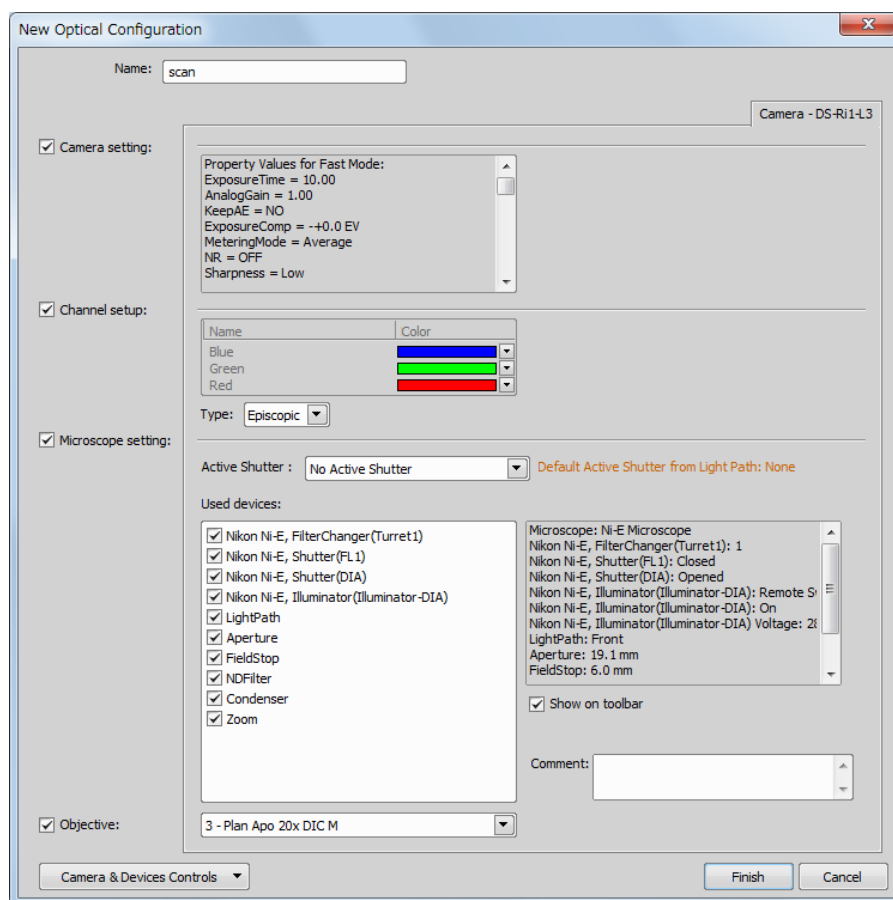 New Optical Configuration
Name: scan
Camera - DS-Ri1-L3
Camera setting:
Property Values for Fast Mode:
ExposureTime = 10.00
AnalogGain = 1.00
KeepAE = NO
ExposureComp = -+0.0 EV
MeteringMode = Average
NR = OFF
Sharpness = Low
Channel setup:
Name Color
Blue
Green
Red
Type: Episcopic
Microscope setting:
Active Shutter : No Active Shutter Default Active Shutter from Light Path: None
Used devices:
Nikon Ni-E, FilterChanger(Turret1)
Nikon Ni-E, Shutter(FL1)
Nikon Ni-E, Shutter(DIA)
Nikon Ni-E, Illuminator(Illuminator-DIA)
LightPath
Aperture
FieldStop
NDFilter
Condenser
Zoom
Microscope: Ni-E Microscope
Nikon Ni-E, FilterChanger(Turret1): 1
Nikon Ni-E, Shutter(FL1): Closed
Nikon Ni-E, Shutter(DIA): Opened
Nikon Ni-E, Illuminator(Illuminator-DIA): Remote
Nikon Ni-E, Illuminator(Illuminator-DIA): On
Nikon Ni-E, Illuminator(Illuminator-DIA) Voltage:
LightPath: Front
Aperture: 19.1 mm
FieldStop: 6.0 mm
Show on toolbar
Comment:
Objective: 3 - Plan Apo 20x DIC M
Camera & Devices Controls
Finish
Cancel